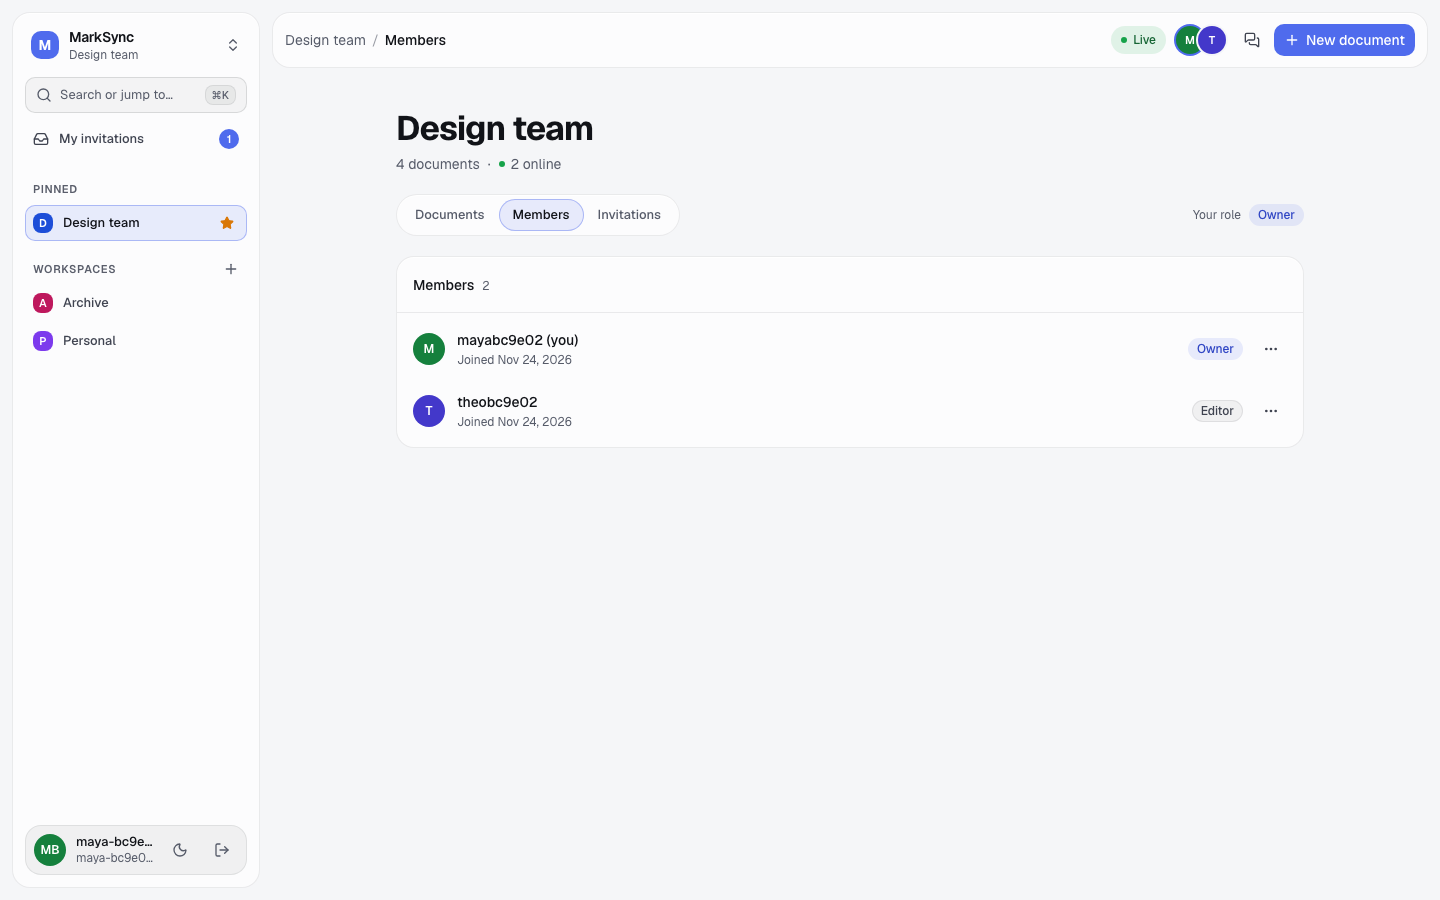 M
MarkSync
Design team
Search or jump to...
⌘K
My invitations
1
PINNED
D
Design team
WORKSPACES
A
Archive
P
Personal
MB
maya-bc9e...
maya-bc9e0...
Design team / Members
Live
M
T
New document
Design team
4 documents · 2 online
Documents
Members
Invitations
Your role
Owner
Members 2
M
mayabc9e02 (you)
Joined Nov 24, 2026
Owner
T
theobc9e02
Joined Nov 24, 2026
Editor